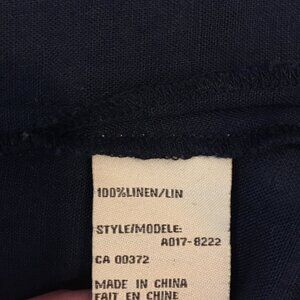 100%LINEN/LIN
STYLE/MODELE:
A017-8222
CA 00372
MADE IN CHINA
FAIT EN CHINE